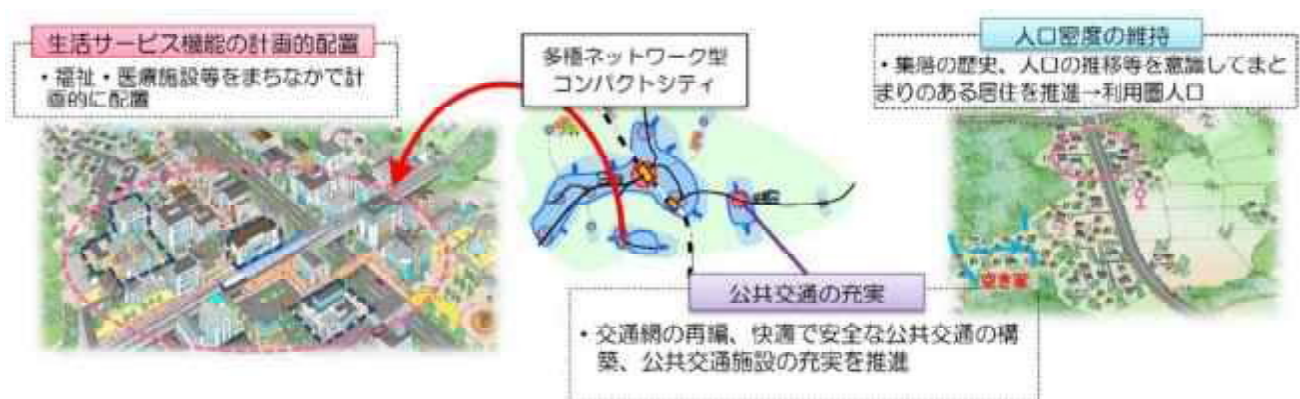 生活サービス機能の計画的配置
・福祉・医療施設等をまちなかで計
画的に配置
多極ネットワーク型
コンパクトシティ
人口密度の維持
・集落の歴史、人口の推移等を意識してまと
まりのある居住を推進→利用圏人口
空き家
公共交通の充実
・交通網の再編、快適で安全な公共交通の構
築、公共交通施設の充実を推進